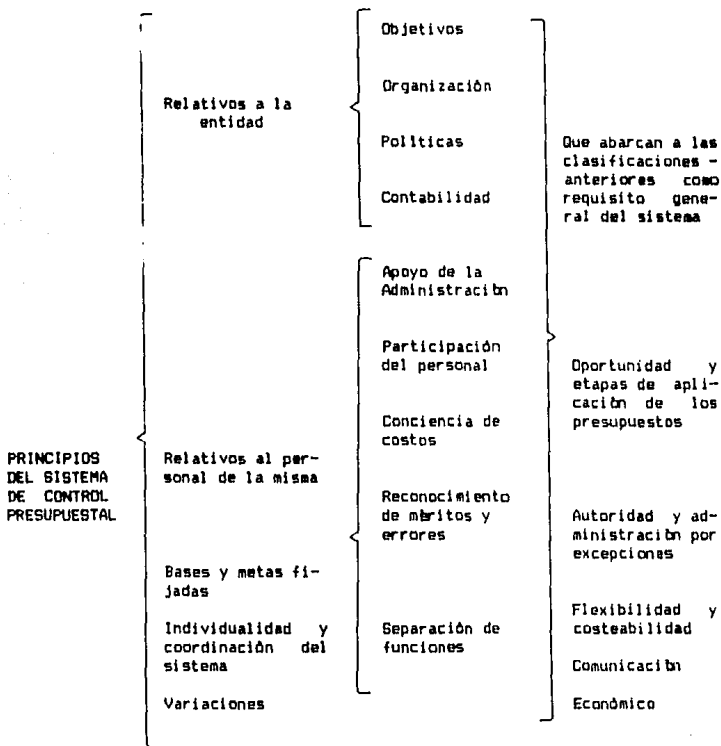 PRINCIPIOS
DEL SISTEMA
DE CONTROL
PRESUPUESTAL
Relativos a la
entidad
Objetivos
Organización
Políticas
Contabilidad
Relativos al per-
sonal de la misma
Apoyo de la
Administración
Participación
del personal
Conciencia de
costos
Reconocimiento
de méritos y
errores
Separación de
funciones
Bases y metas fi-
jadas
Individualidad y
coordinación del
sistema
Variaciones
Que abarcan a las
clasificaciones -
anteriores como
requisito gene-
ral del sistema
Oportunidad y
etapas de apli-
cación de los
presupuestos
Autoridad y ad-
ministración por
excepciones
Flexibilidad y
costeabilidad
Comunicación
Económico